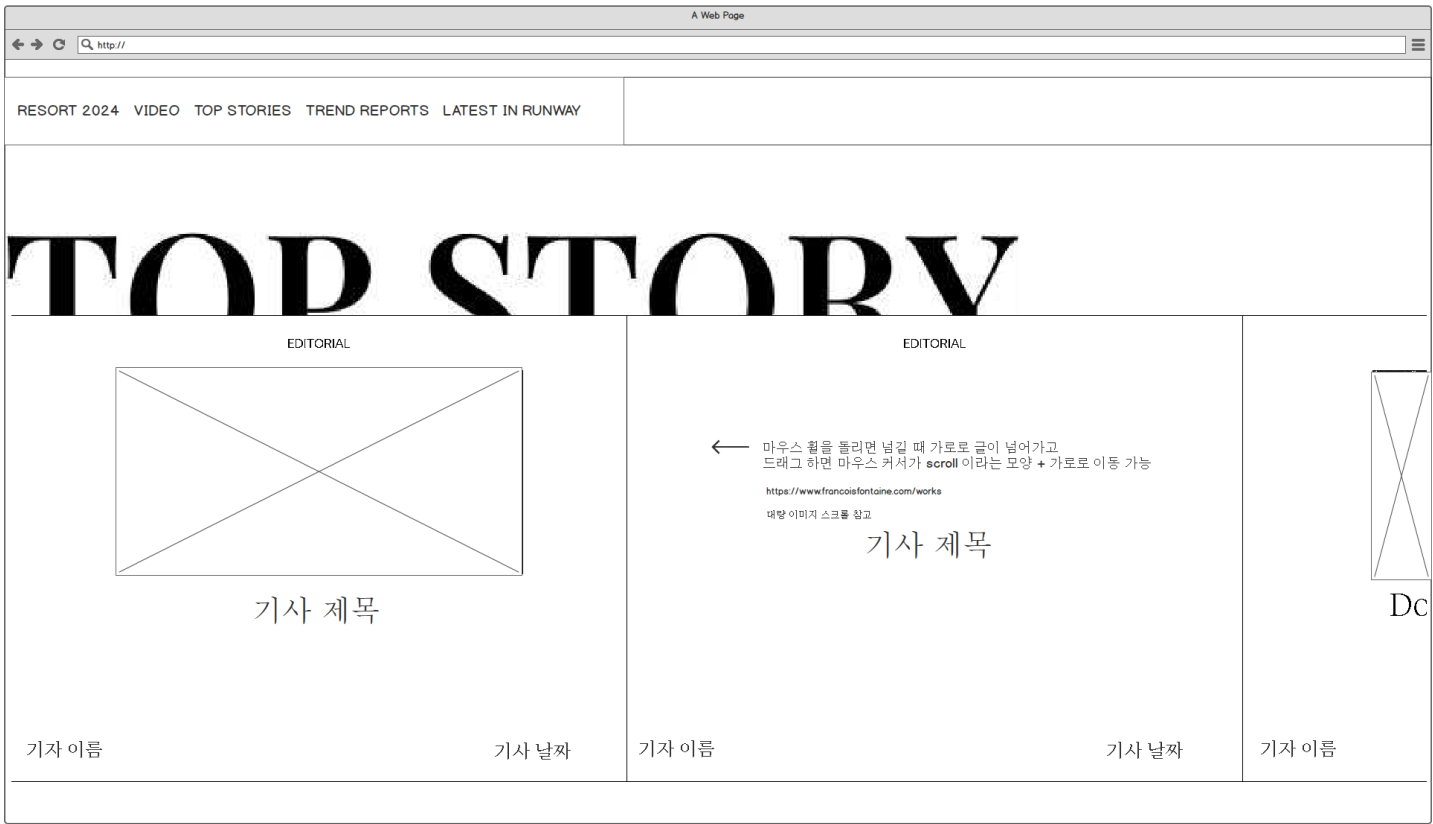 A Web Page
http://
RESORT 2024 VIDEO TOP STORIES TREND REPORTS LATEST IN RUNWAY
TOP STORY
EDITORIAL
기사 제목
기자 이름
기사 날짜
EDITORIAL
마우스 휠을 돌리면 넘길 때 가로로 글이 넘어가고
드래그 하면 마우스 커서가 scroll 이라는 모양 + 가로로 이동 가능
https://www.francoisfontaine.com/works
대량 이미지 스크롤 참고
기사 제목
기자 이름
기사 날짜
Do
기자 이름